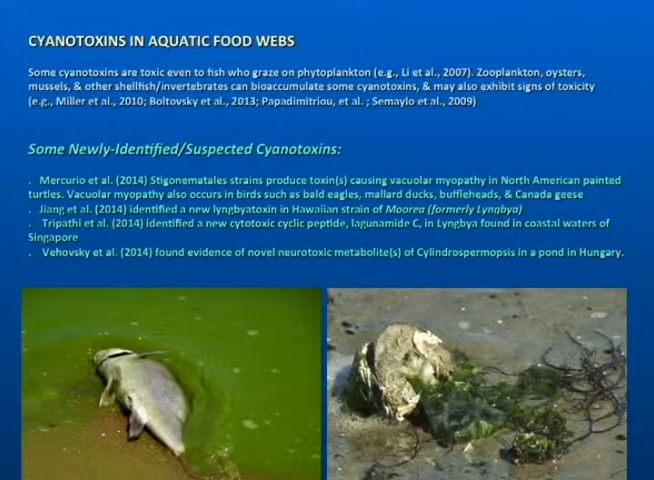 CYANOTOXINS IN AQUATIC FOOD WEBS
Some cyanotoxins are toxic even to fish who graze on phytoplankton (e.g., Li et al., 2007). Zooplankton, oysters,
mussels, & other shellfish/invertebrates can bioaccumulate some cyanotoxins, & may also exhibit signs of toxicity
(e.g., Miller et al., 2010; Boltovsky et al., 2013; Papadimitriou, et al. ; Semaylo et al., 2009)
Some Newly-Identified/Suspected Cyanotoxins:
. Mercurio et al. (2014) Stigonematales strains produce toxin(s) causing vacuolar myopathy in North American painted
turtles. Vacuolar myopathy also occurs in birds such as bald eagles, mallard ducks, buffleheads, & Canada geese
. Jiang et al. (2014) identified a new lyngbyatoxin in Hawaiian strain of Moorea (formerly Lyngbya)
. Tripathi et al. (2014) identified a new cytotoxic cyclic peptide, lagunamide C, in Lyngbya found in coastal waters of
Singapore
. Vehovsky et al. (2014) found evidence of novel neurotoxic metabolite(s) of Cylindrospermopsis in a pond in Hungary.